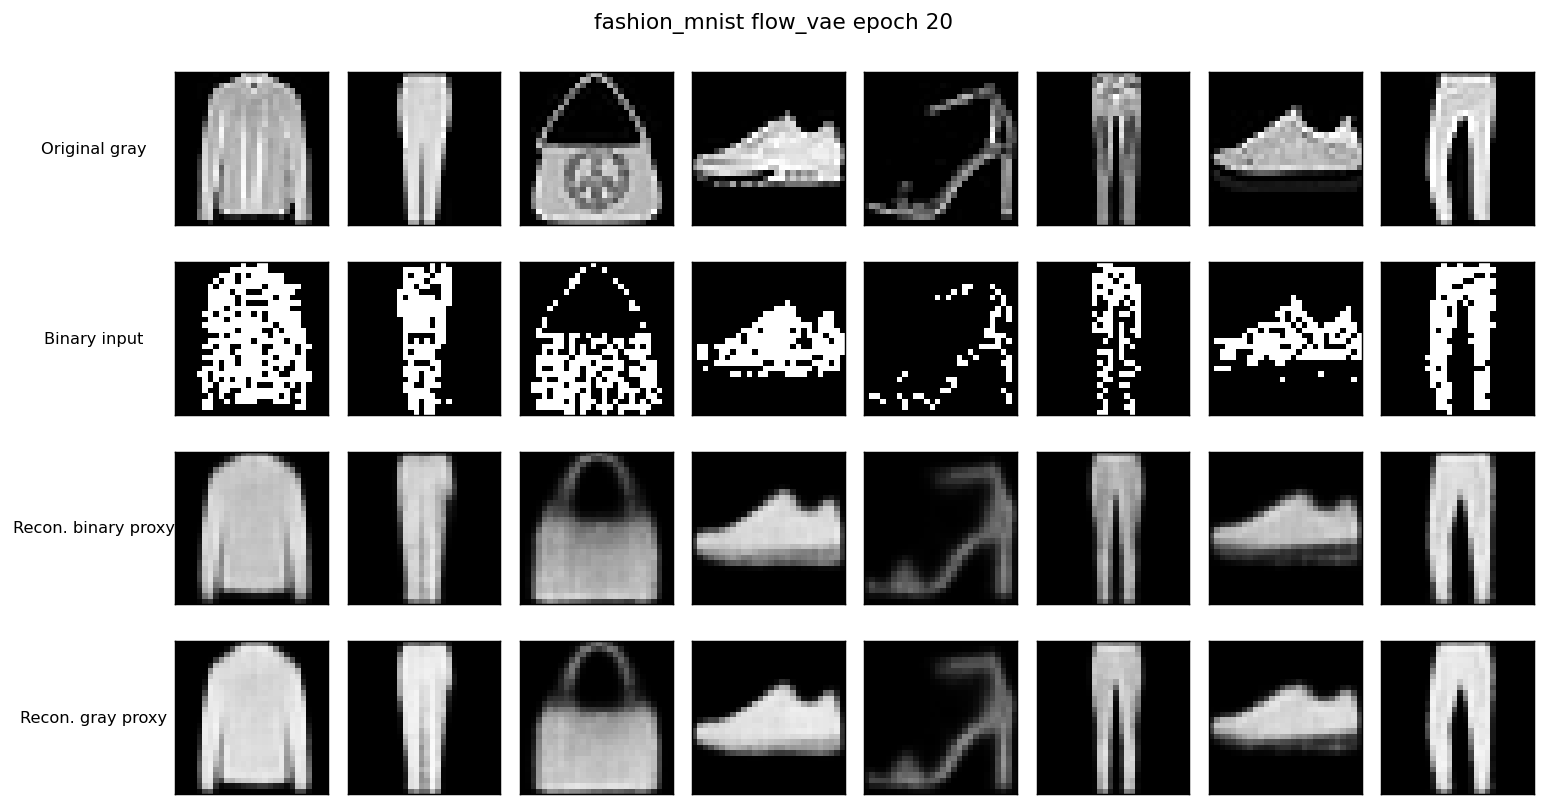 fashion_mnist flow_vae epoch 20
Original gray
Binary input
Recon. binary proxy
Recon. gray proxy